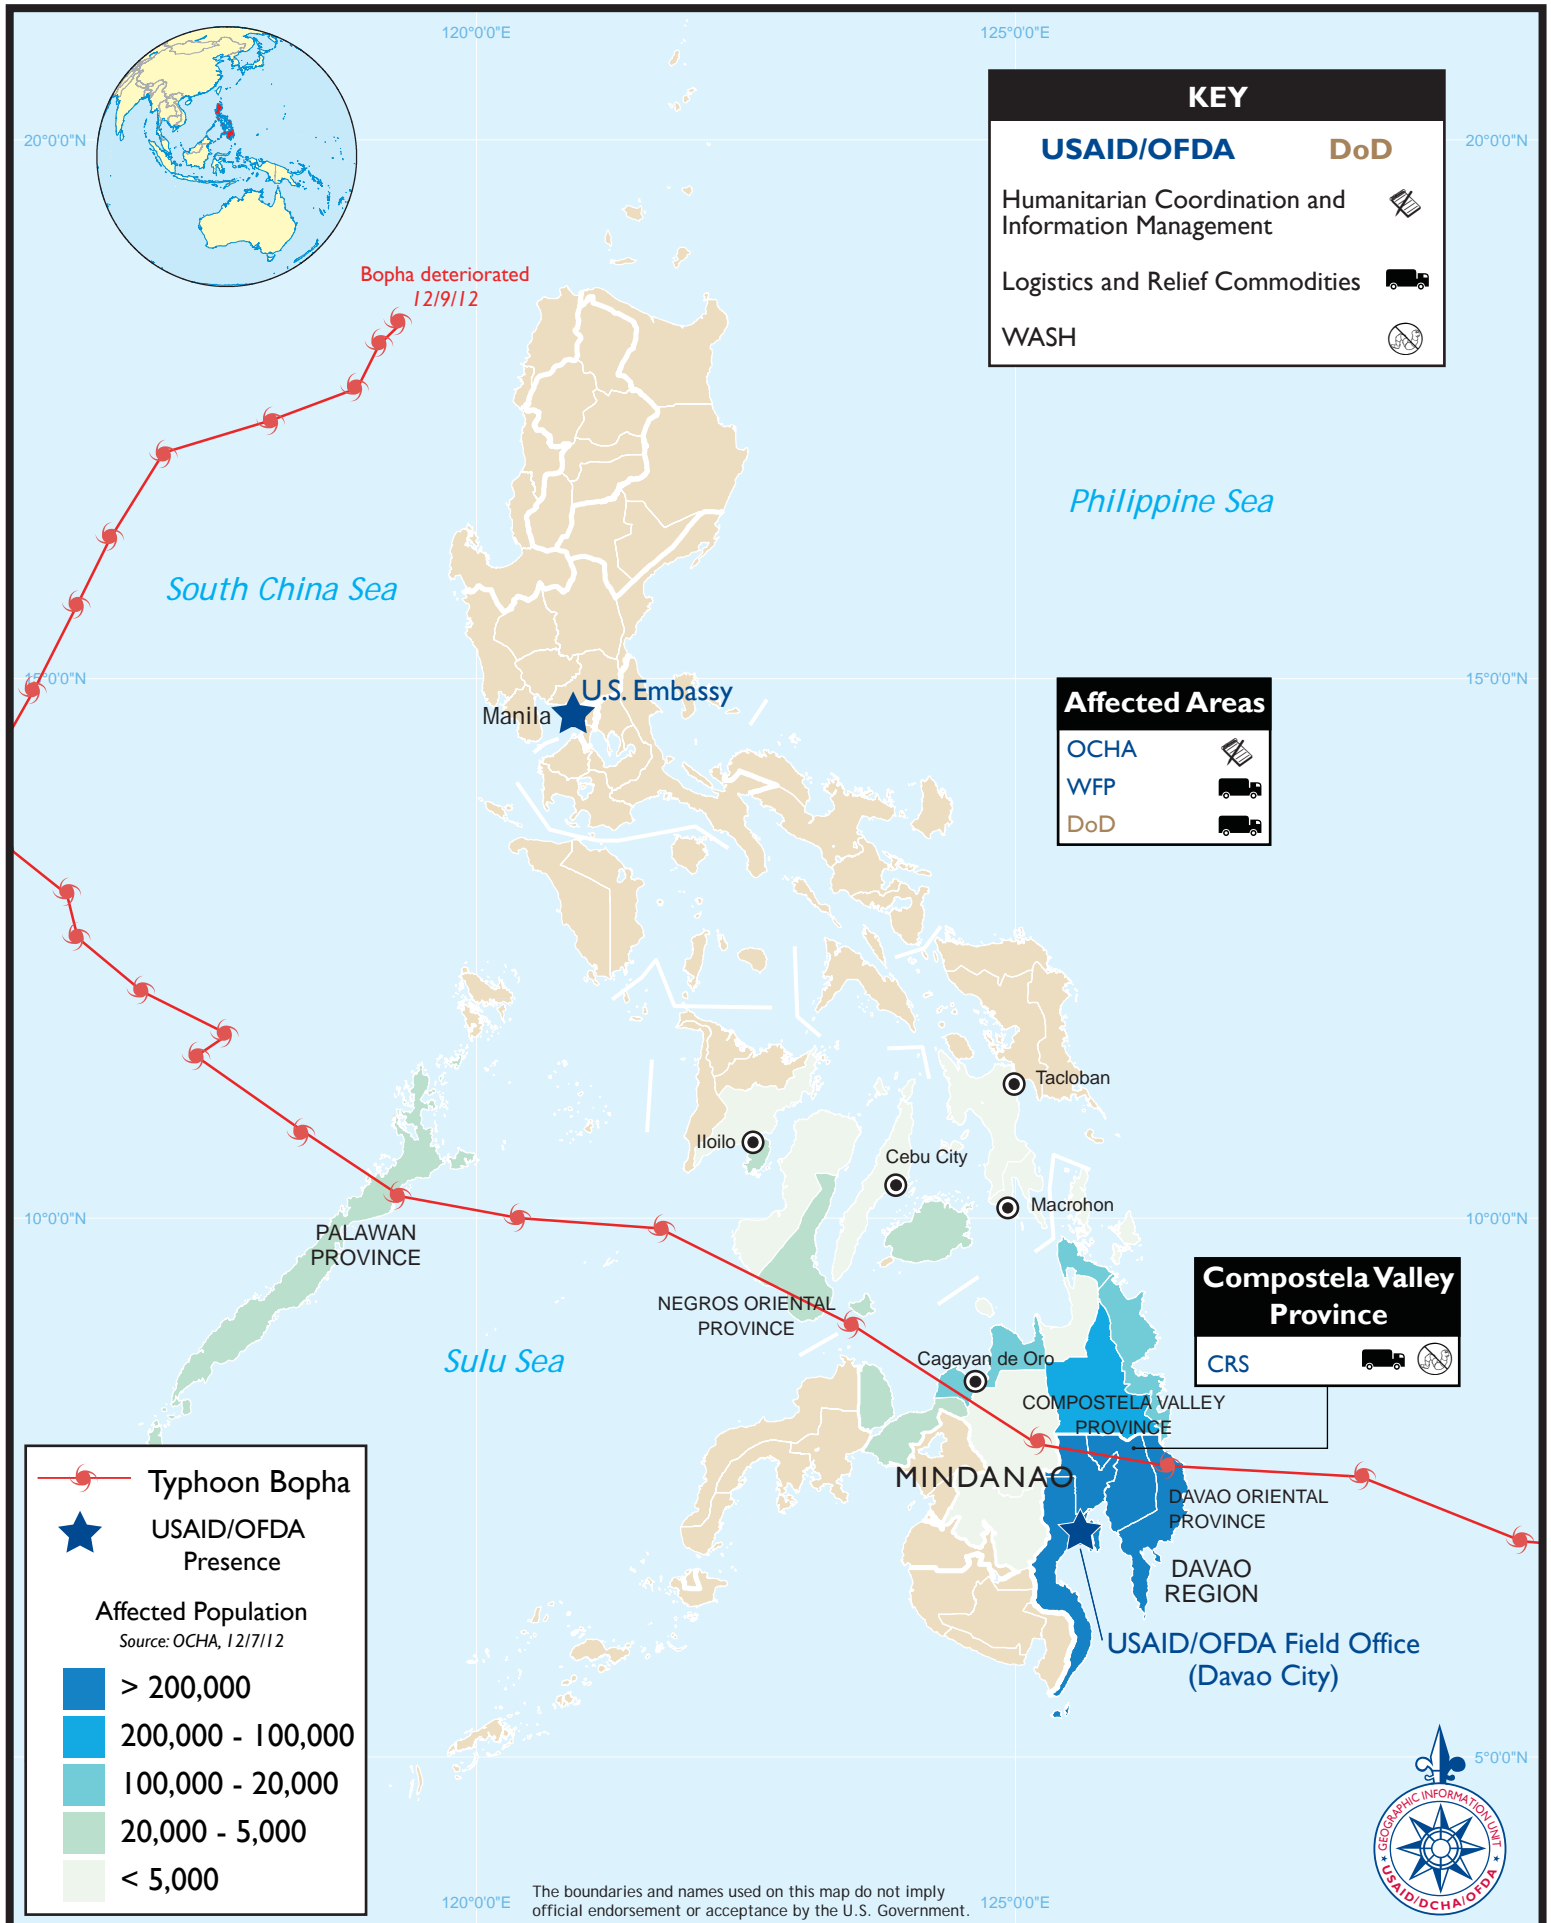 120°0'0"E
125°0'0"E
20°0'0"N
20°0'0"N
KEY
USAID/OFDA
DoD
Humanitarian Coordination and
Information Management
Logistics and Relief Commodities
WASH
Bopha deteriorated
12/9/12
Philippine Sea
South China Sea
15°0'0"N
15°0'0"N
U.S. Embassy
Manila
Affected Areas
OCHA
WFP
DoD
Tacloban
Iloilo
Cebu City
Macrohon
10°0'0"N
10°0'0"N
PALAWAN
PROVINCE
NEGROS ORIENTAL
PROVINCE
Compostela Valley
Province
CRS
Sulu Sea
Cagayan de Oro
COMPOSTELA VALLEY
PROVINCE
MINDANAO
DAVAO ORIENTAL
PROVINCE
DAVAO
REGION
USAID/OFDA Field Office
(Davao City)
Typhoon Bopha
USAID/OFDA
Presence
Affected Population
Source: OCHA, 12/7/12
> 200,000
200,000 - 100,000
100,000 - 20,000
20,000 - 5,000
< 5,000
5°0'0"N
GEOGRAPHIC INFORMATION UNIT
USAID/DCHA/OFDA
120°0'0"E
125°0'0"E
The boundaries and names used on this map do not imply
official endorsement or acceptance by the U.S. Government.